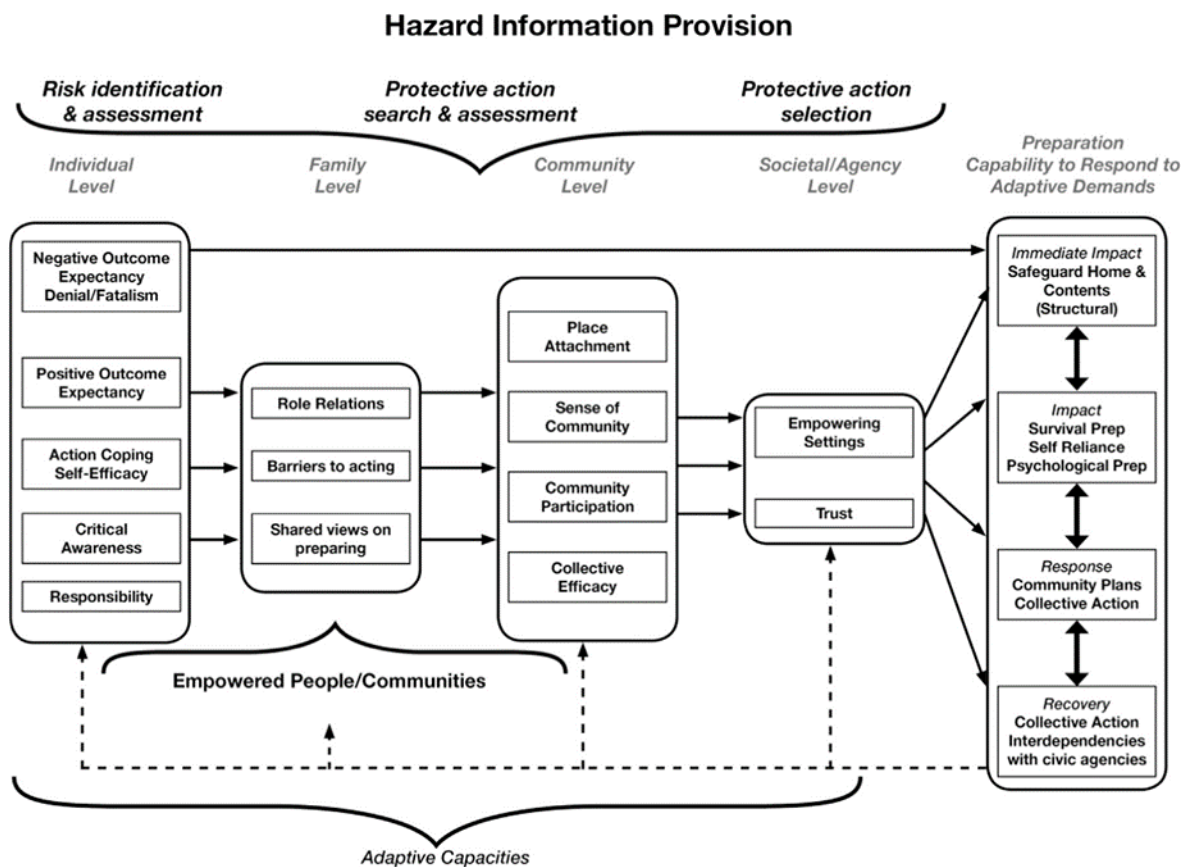 Hazard Information Provision
Risk identification
& assessment
Protective action
search & assessment
Protective action
selection
Individual
Level
Family
Level
Community
Level
Societal/Agency
Level
Preparation
Capability to Respond to
Adaptive Demands
Negative Outcome
Expectancy
Denial/Fatalism
Positive Outcome
Expectancy
Action Coping
Self-Efficacy
Critical
Awareness
Responsibility
Role Relations
Barriers to acting
Shared views on
preparing
Place
Attachment
Sense of
Community
Community
Participation
Collective
Efficacy
Empowering
Settings
Trust
Immediate Impact
Safeguard Home &
Contents
(Structural)
Impact
Survival Prep
Self Reliance
Psychological Prep
Response
Community Plans
Collective Action
Recovery
Collective Action
Interdependencies
with civic agencies
Empowered People/Communities
Adaptive Capacities